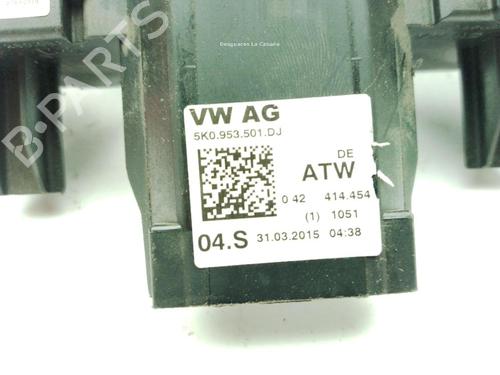 Desguaces La Cabaña
B-PARTS
VW AG
5K0.953.501.DJ
DE
ATW
0 42 414.454
(1) 1051
04.S 31.03.2015 04:38